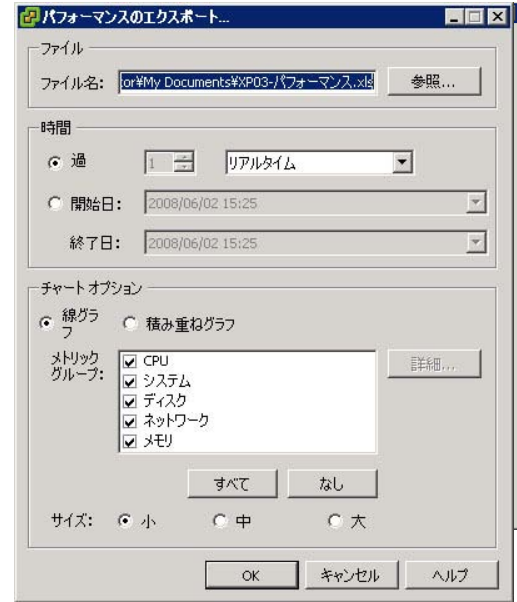 パフォーマンスのエクスポート...
ファイル
ファイル名: or¥My Documents¥XP03-パフォーマンス.xls 参照...
時間
過 1 リアルタイム
開始日: 2008/06/02 15:25
終了日: 2008/06/02 15:25
チャート オプション
線グラ
フ 積み重ねグラフ
メトリック
グループ: CPU 詳細...
システム
ディスク
ネットワーク
メモリ
すべて なし
サイズ: 小 中 大
OK キャンセル ヘルプ